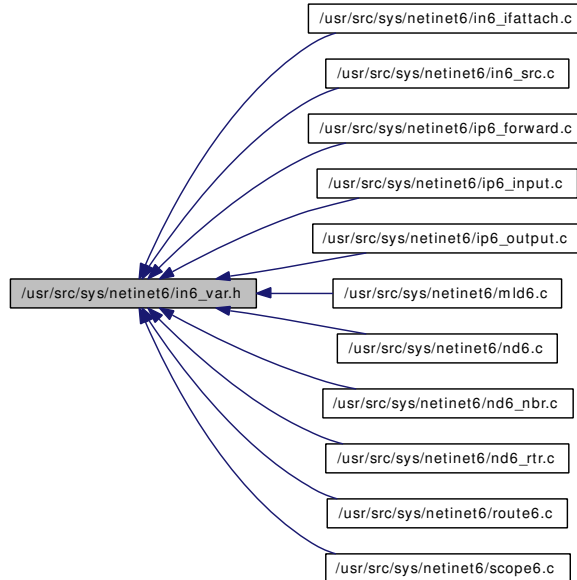 /usr/src/sys/netinet6/in6_ifattach.c
/usr/src/sys/netinet6/in6_src.c
/usr/src/sys/netinet6/ip6_forward.c
/usr/src/sys/netinet6/ip6_input.c
/usr/src/sys/netinet6/ip6_output.c
/usr/src/sys/netinet6/in6_var.h
/usr/src/sys/netinet6/mld6.c
/usr/src/sys/netinet6/nd6.c
/usr/src/sys/netinet6/nd6_nbr.c
/usr/src/sys/netinet6/nd6_rtr.c
/usr/src/sys/netinet6/route6.c
/usr/src/sys/netinet6/scope6.c